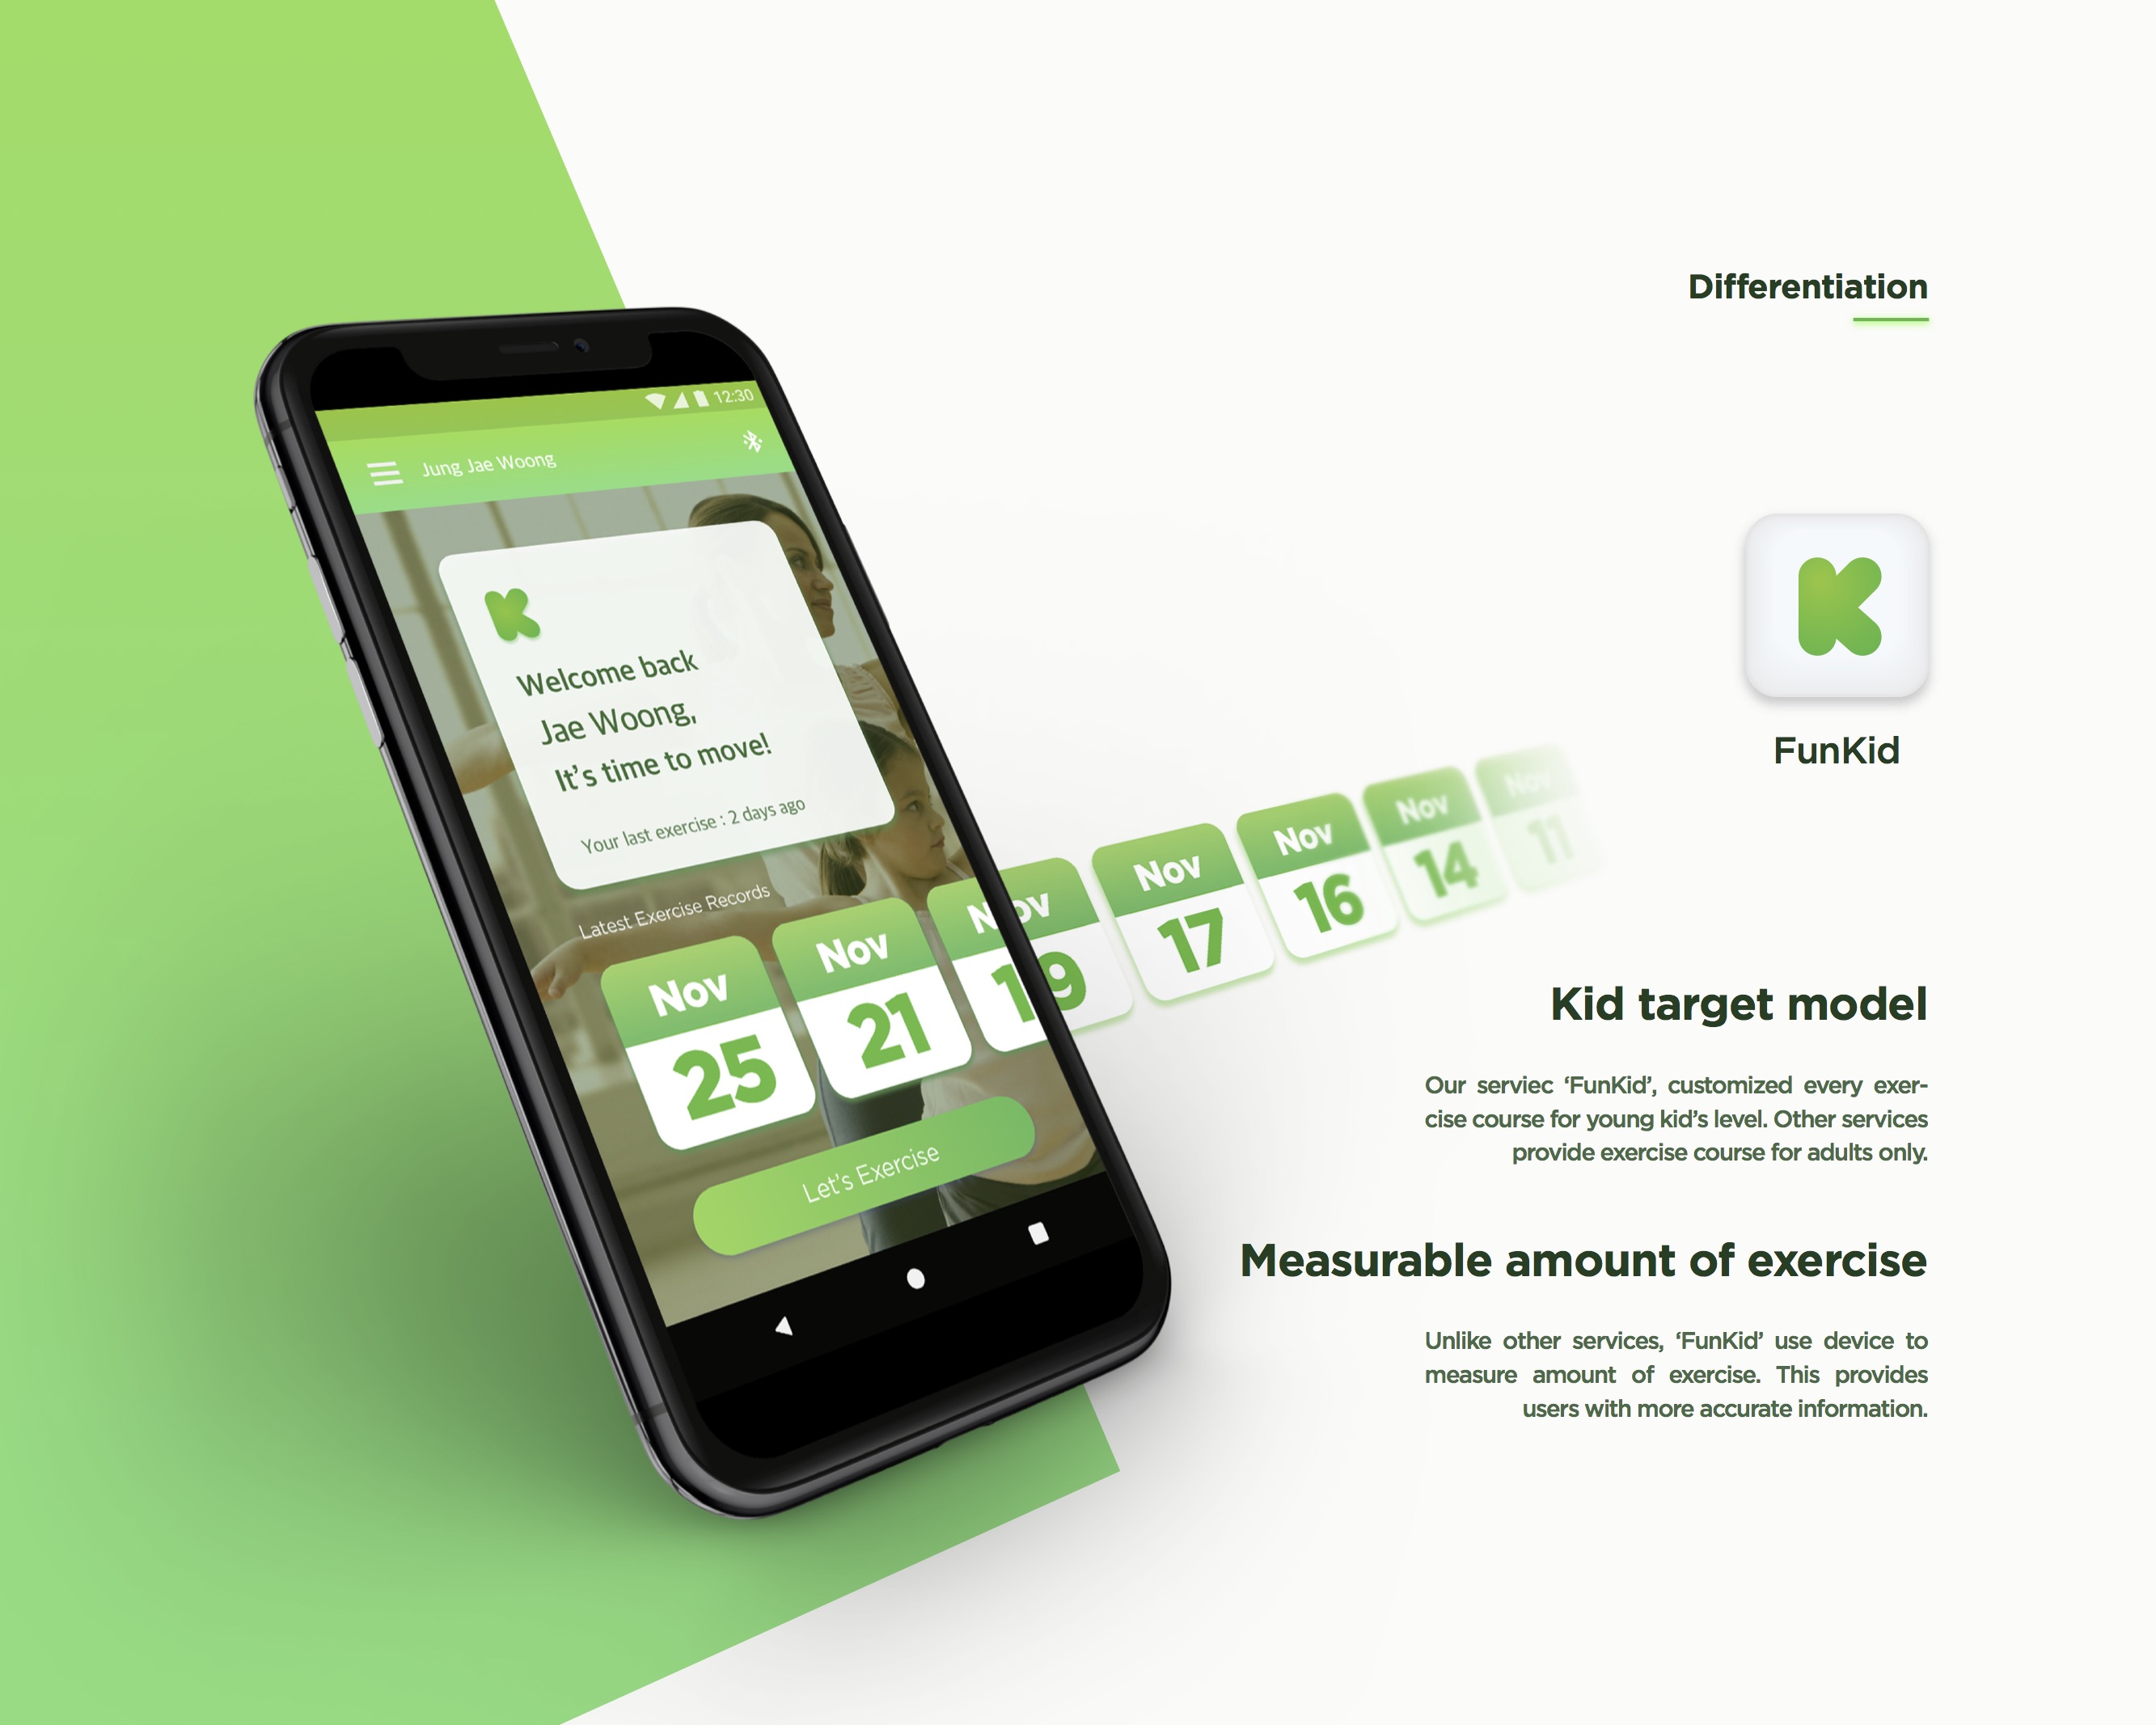 Differentiation
12:30
Jung Jae Woong
K
Welcome back
Jae Woong,
It's time to move!
Your last exercise : 2 days ago
Latest Exercise Records
Nov
25
Nov
21
Nov
19
Nov
17
Nov
16
Nov
14
Nov
11
Let's Exercise
K
FunKid
Kid target model
Our serviec ‘FunKid’, customized every exer-
cise course for young kid’s level. Other services
provide exercise course for adults only.
Measurable amount of exercise
Unlike other services, ‘FunKid’ use device to
measure amount of exercise. This provides
users with more accurate information.